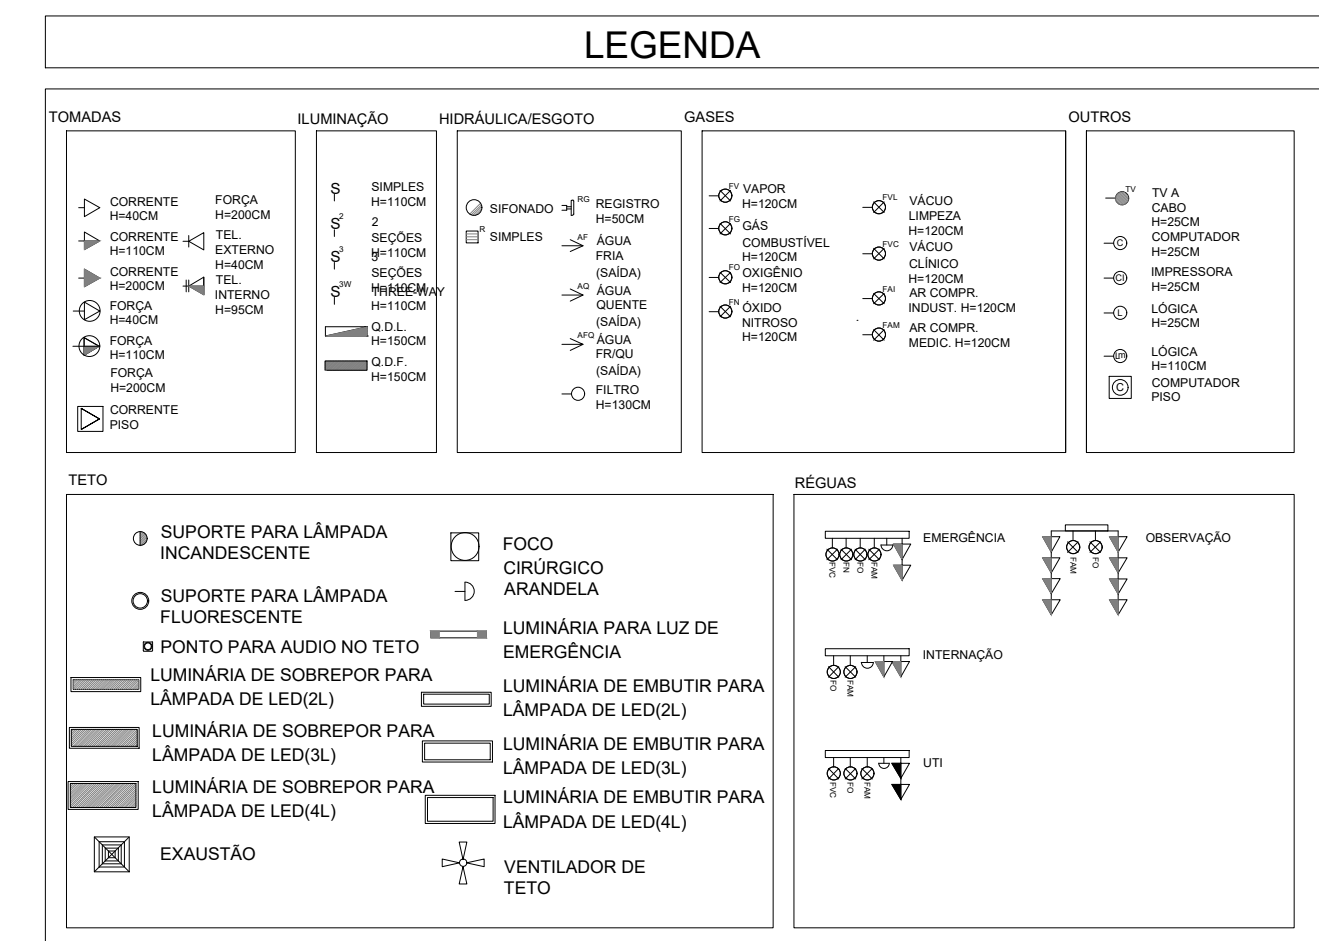 LEGENDA
TOMADAS
CORRENTE
H=40CM
CORRENTE
H=110CM
CORRENTE
H=200CM
FORÇA
H=40CM
FORÇA
H=110CM
FORÇA
H=200CM
CORRENTE
PISO
FORÇA
H=200CM
TEL.
EXTERNO
H=40CM
TEL.
INTERNO
H=95CM
ILUMINAÇÃO
S
SIMPLES
H=110CM
S2
2
SEÇÕES
H=110CM
S3
3
SEÇÕES
H=110CM
S3W
THREE-WAY
H=110CM
Q.D.L.
H=150CM
Q.D.F.
H=150CM
HIDRÁULICA/ESGOTO
SIFONADO
R
SIMPLES
RG
REGISTRO
H=50CM
AF
ÁGUA
FRIA
(SAÍDA)
AQ
ÁGUA
QUENTE
(SAÍDA)
AFQ
ÁGUA
FR/QU
(SAÍDA)
FILTRO
H=130CM
GASES
FV
VAPOR
H=120CM
FG
GÁS
COMBUSTÍVEL
H=120CM
FO
OXIGÊNIO
H=120CM
FN
ÓXIDO
NITROSO
H=120CM
FVL
VÁCUO
LIMPEZA
H=120CM
FVC
VÁCUO
CLÍNICO
H=120CM
FAI
AR COMPR.
INDUST. H=120CM
FAM
AR COMPR.
MEDIC. H=120CM
OUTROS
TV
TV A
CABO
H=25CM
C
COMPUTADOR
H=25CM
CI
IMPRESSORA
H=25CM
L
LÓGICA
H=25CM
Lm
LÓGICA
H=110CM
C
COMPUTADOR
PISO
TETO
SUPORTE PARA LÂMPADA
INCANDESCENTE
SUPORTE PARA LÂMPADA
FLUORESCENTE
PONTO PARA AUDIO NO TETO
LUMINÁRIA DE SOBREPOR PARA
LÂMPADA DE LED(2L)
LUMINÁRIA DE SOBREPOR PARA
LÂMPADA DE LED(3L)
LUMINÁRIA DE SOBREPOR PARA
LÂMPADA DE LED(4L)
EXAUSTÃO
FOCO
CIRÚRGICO
ARANDELA
LUMINÁRIA PARA LUZ DE
EMERGÊNCIA
LUMINÁRIA DE EMBUTIR PARA
LÂMPADA DE LED(2L)
LUMINÁRIA DE EMBUTIR PARA
LÂMPADA DE LED(3L)
LUMINÁRIA DE EMBUTIR PARA
LÂMPADA DE LED(4L)
VENTILADOR DE
TETO
RÉGUAS
EMERGÊNCIA
FVC
FN
FO
FAM
OBSERVAÇÃO
FAM
FO
INTERNAÇÃO
FO
FAM
UTI
FVC
FO
FAM